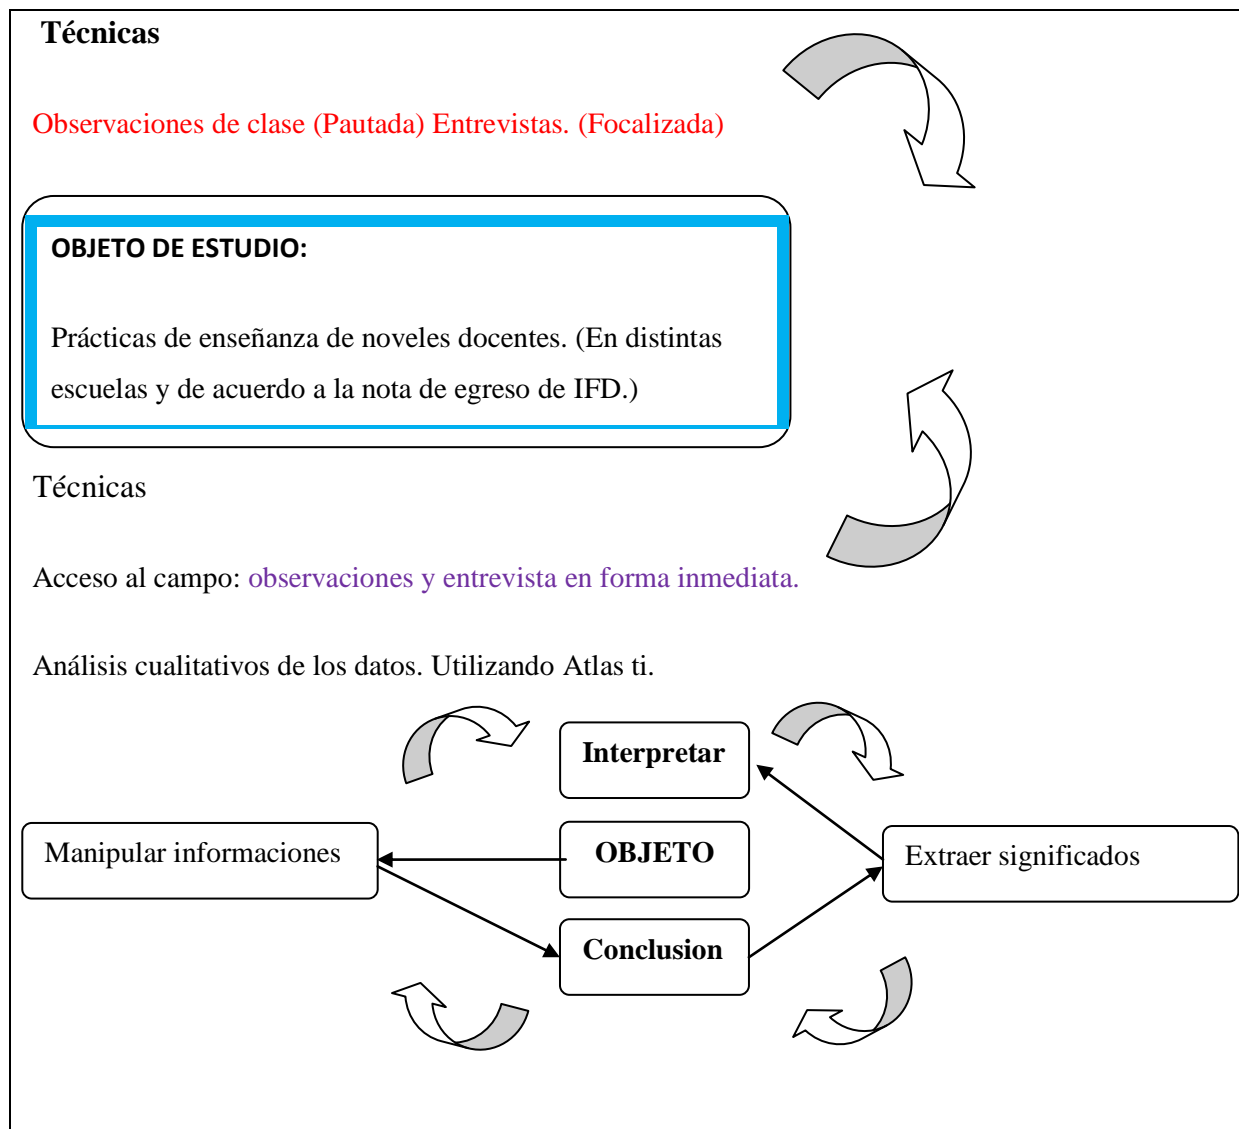 Técnicas
Observaciones de clase (Pautada) Entrevistas. (Focalizada)
OBJETO DE ESTUDIO:
Prácticas de enseñanza de noveles docentes. (En distintas
escuelas y de acuerdo a la nota de egreso de IFD.)
Técnicas
Acceso al campo: observaciones y entrevista en forma inmediata.
Análisis cualitativos de los datos. Utilizando Atlas ti.
Interpretar
Manipular informaciones
OBJETO
Extraer significados
Conclusion